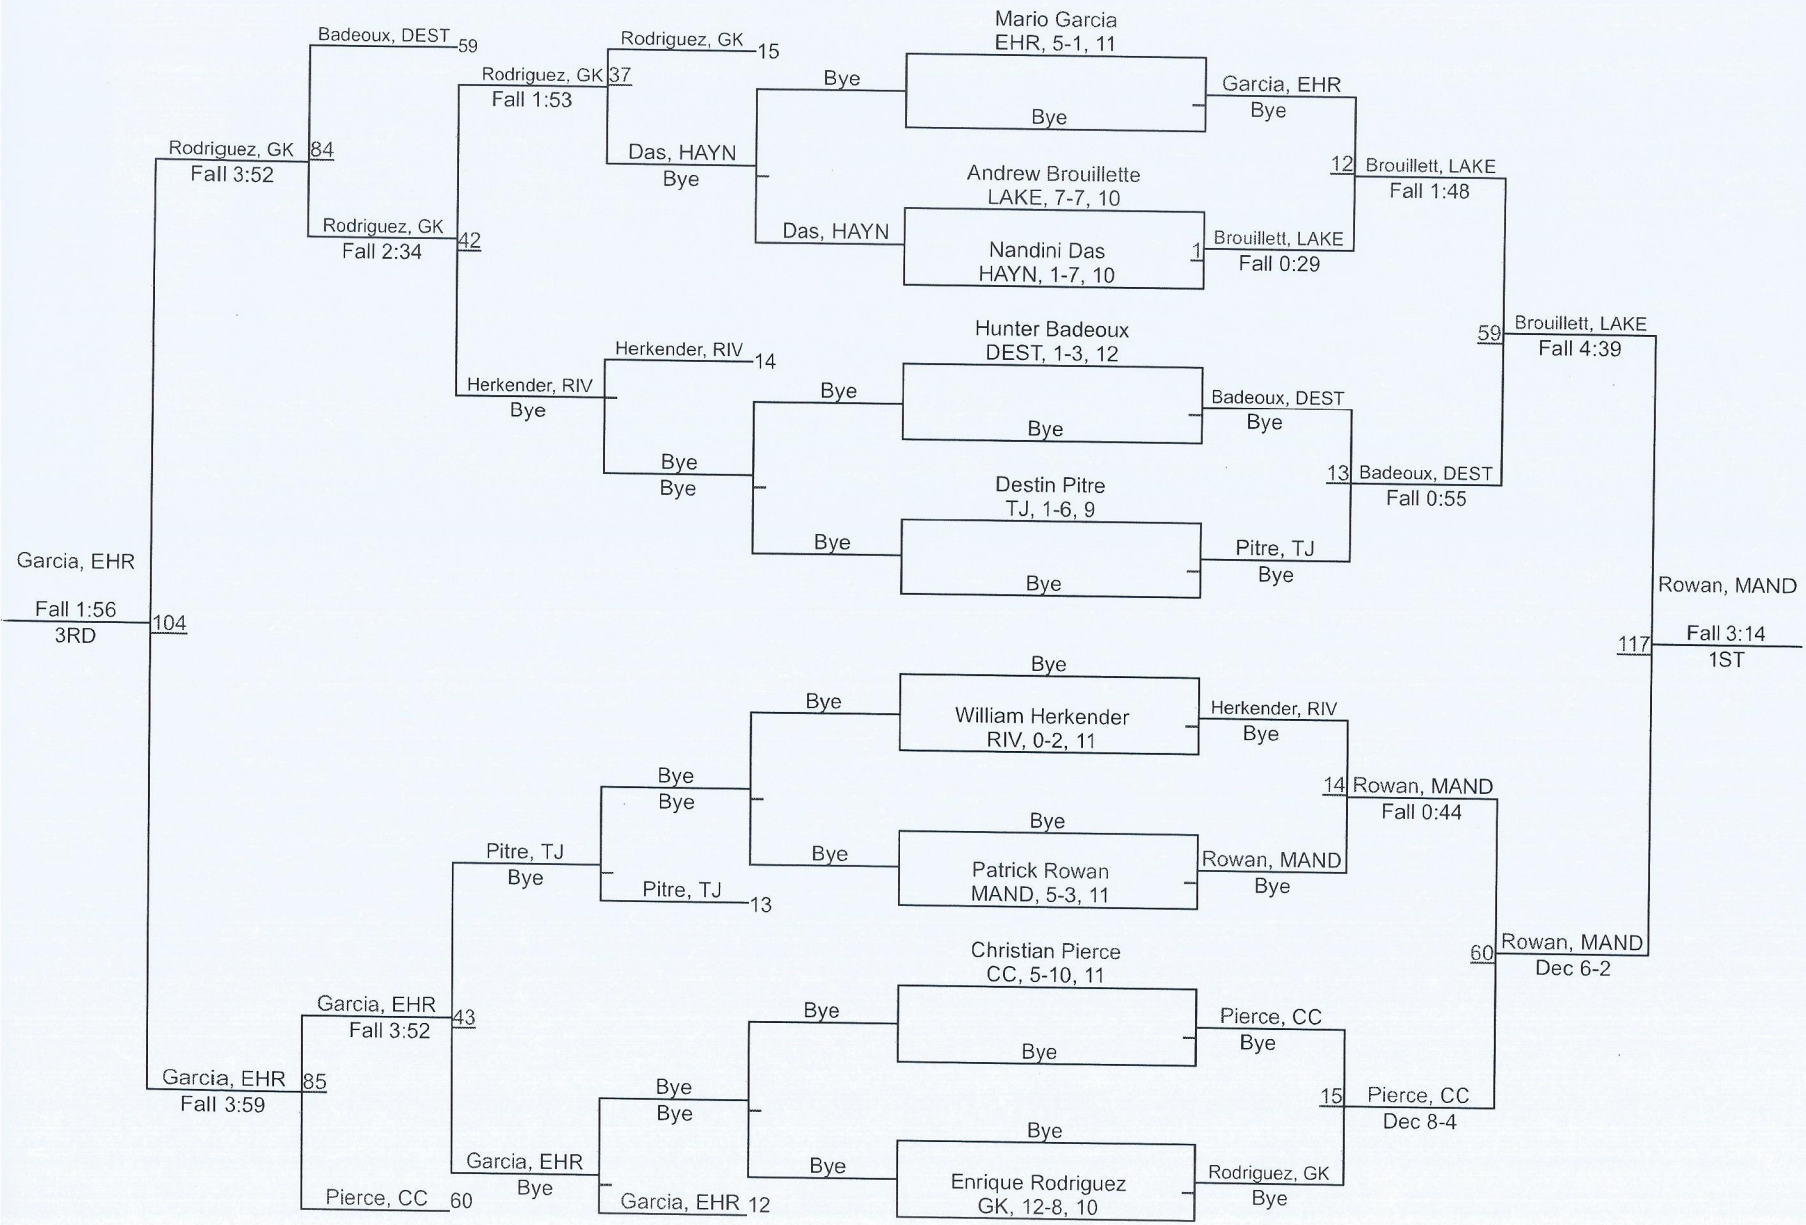 Mario Garcia
EHR, 5-1, 11
Badeoux, DEST 59
Rodriguez, GK 15
Rodriguez, GK 37
Fall 1:53
Bye
Garcia, EHR
Bye
Bye
Rodriguez, GK 84
Fall 3:52
Das, HAYN
Bye
Andrew Brouillette
LAKE, 7-7, 10
12 Brouillett, LAKE
Fall 1:48
Rodriguez, GK
Fall 2:34
42
Das, HAYN
Nandini Das
HAYN, 1-7, 10
1
Brouillett, LAKE
Fall 0:29
Hunter Badeoux
DEST, 1-3, 12
59 Brouillett, LAKE
Fall 4:39
Herkender, RIV 14
Herkender, RIV
Bye
Bye
Bye
Badeoux, DEST
Bye
Bye
Bye
Destin Pitre
TJ, 1-6, 9
13 Badeoux, DEST
Fall 0:55
Bye
Bye
Pitre, TJ
Bye
Garcia, EHR
Fall 1:56
3RD
104
Rowan, MAND
117
Fall 3:14
1ST
Bye
Bye
William Herkender
RIV, 0-2, 11
Herkender, RIV
Bye
Bye
Bye
14 Rowan, MAND
Fall 0:44
Bye
Pitre, TJ
Bye
Bye
Patrick Rowan
MAND, 5-3, 11
Rowan, MAND
Bye
Pitre, TJ 13
Christian Pierce
CC, 5-10, 11
60 Rowan, MAND
Dec 6-2
Garcia, EHR
Fall 3:52
43
Bye
Bye
Pierce, CC
Bye
Garcia, EHR 85
Fall 3:59
Bye
Bye
15 Pierce, CC
Dec 8-4
Bye
Garcia, EHR
Bye
Bye
Enrique Rodriguez
GK, 12-8, 10
Rodriguez, GK
Bye
Pierce, CC 60
Garcia, EHR 12